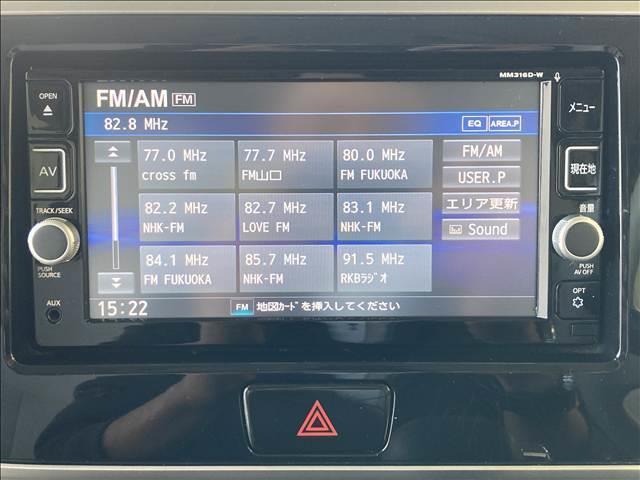 MM316D-W
OPEN
メニュー
FM/AM FM
82.8 MHz EQ AREA.P
AV
現在地
77.0 MHz 77.7 MHz 80.0 MHz FM/AM
cross fm FM山口 FM FUKUOKA USER.P
82.2 MHz 82.7 MHz 83.1 MHz エリア更新
NHK-FM LOVE FM NHK-FM Sound
84.1 MHz 85.7 MHz 91.5 MHz
FM FUKUOKA NHK-FM RKBﾗｼﾞｵ
TRACK/SEEK
音量
PUSH
SOURCE
PUSH
AV OFF
AUX
OPT
15:22 FM 地図ｶｰﾄﾞを挿入してください